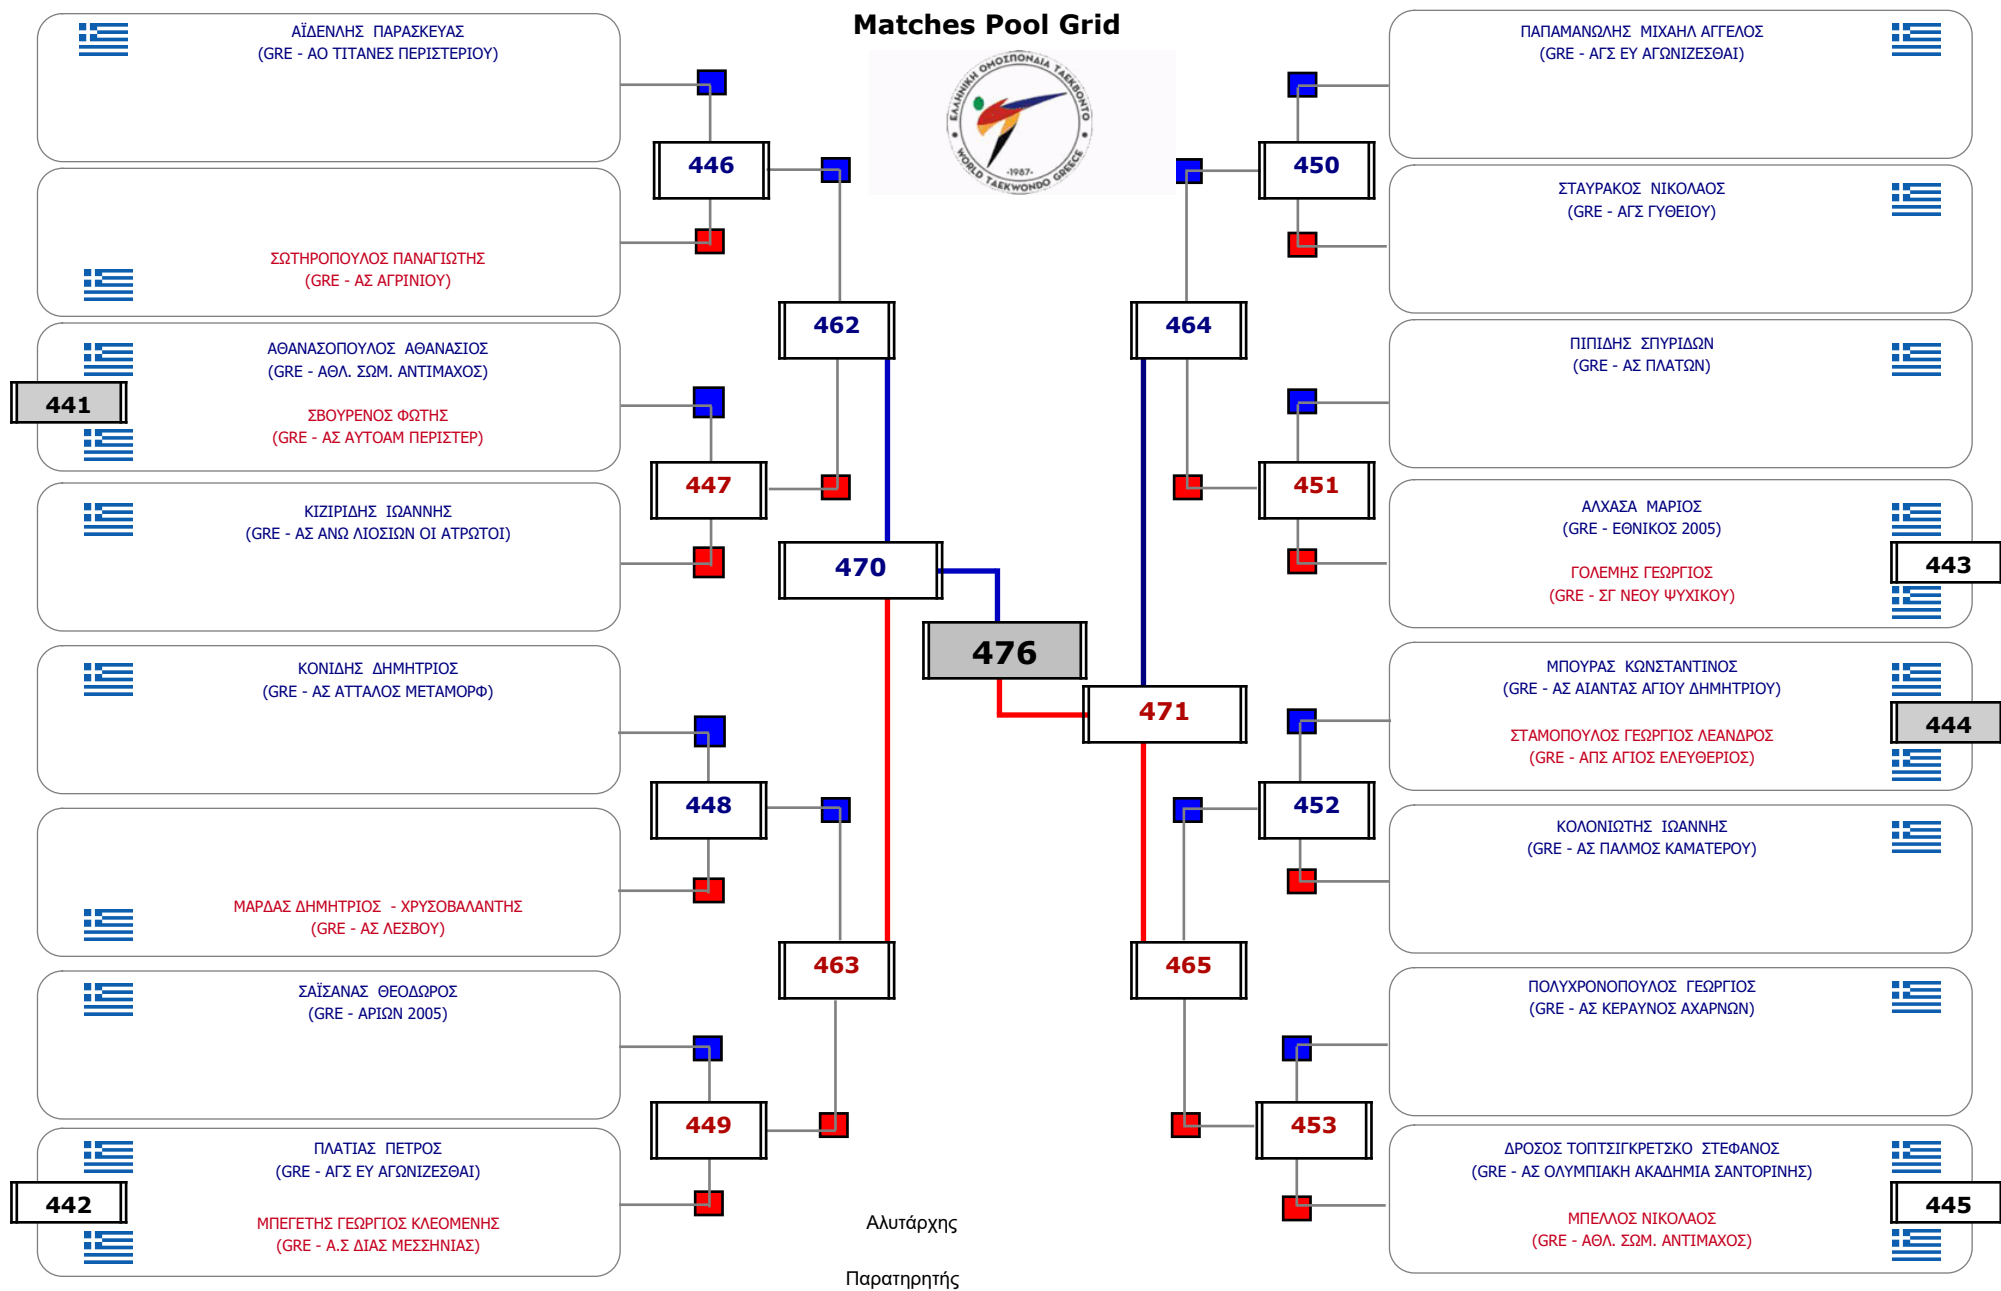 Matches Pool Grid
ΕΛΛΗΝΙΚΗ ΟΜΟΣΠΟΝΔΙΑ ΤΑΕΚΒΟΝΤΟ
-1987-
WORLD TAEKWONDO GREECE
ΑΪΔΕΝΛΗΣ ΠΑΡΑΣΚΕΥΑΣ
(GRE - ΑΟ ΤΙΤΑΝΕΣ ΠΕΡΙΣΤΕΡΙΟΥ)
446
ΣΩΤΗΡΟΠΟΥΛΟΣ ΠΑΝΑΓΙΩΤΗΣ
(GRE - ΑΣ ΑΓΡΙΝΙΟΥ)
462
ΑΘΑΝΑΣΟΠΟΥΛΟΣ ΑΘΑΝΑΣΙΟΣ
(GRE - ΑΘΛ. ΣΩΜ. ΑΝΤΙΜΑΧΟΣ)
441
ΣΒΟΥΡΕΝΟΣ ΦΩΤΗΣ
(GRE - ΑΣ ΑΥΤΟΑΜ ΠΕΡΙΣΤΕΡ)
447
ΚΙΖΙΡΙΔΗΣ ΙΩΑΝΝΗΣ
(GRE - ΑΣ ΑΝΩ ΛΙΟΣΙΩΝ ΟΙ ΑΤΡΩΤΟΙ)
470
ΚΟΝΙΔΗΣ ΔΗΜΗΤΡΙΟΣ
(GRE - ΑΣ ΑΤΤΑΛΟΣ ΜΕΤΑΜΟΡΦ)
448
ΜΑΡΔΑΣ ΔΗΜΗΤΡΙΟΣ - ΧΡΥΣΟΒΑΛΑΝΤΗΣ
(GRE - ΑΣ ΛΕΣΒΟΥ)
463
ΣΑΪΣΑΝΑΣ ΘΕΟΔΩΡΟΣ
(GRE - ΑΡΙΩΝ 2005)
449
ΠΛΑΤΙΑΣ ΠΕΤΡΟΣ
(GRE - ΑΓΣ ΕΥ ΑΓΩΝΙΖΕΣΘΑΙ)
442
ΜΠΕΓΕΤΗΣ ΓΕΩΡΓΙΟΣ ΚΛΕΟΜΕΝΗΣ
(GRE - Α.Σ ΔΙΑΣ ΜΕΣΣΗΝΙΑΣ)
476
ΠΑΠΑΜΑΝΩΛΗΣ ΜΙΧΑΗΛ ΑΓΓΕΛΟΣ
(GRE - ΑΓΣ ΕΥ ΑΓΩΝΙΖΕΣΘΑΙ)
450
ΣΤΑΥΡΑΚΟΣ ΝΙΚΟΛΑΟΣ
(GRE - ΑΓΣ ΓΥΘΕΙΟΥ)
464
ΠΙΠΙΔΗΣ ΣΠΥΡΙΔΩΝ
(GRE - ΑΣ ΠΛΑΤΩΝ)
451
ΑΛΧΑΣΑ ΜΑΡΙΟΣ
(GRE - ΕΘΝΙΚΟΣ 2005)
443
ΓΟΛΕΜΗΣ ΓΕΩΡΓΙΟΣ
(GRE - ΣΓ ΝΕΟΥ ΨΥΧΙΚΟΥ)
471
ΜΠΟΥΡΑΣ ΚΩΝΣΤΑΝΤΙΝΟΣ
(GRE - ΑΣ ΑΙΑΝΤΑΣ ΑΓΙΟΥ ΔΗΜΗΤΡΙΟΥ)
444
ΣΤΑΜΟΠΟΥΛΟΣ ΓΕΩΡΓΙΟΣ ΛΕΑΝΔΡΟΣ
(GRE - ΑΠΣ ΑΓΙΟΣ ΕΛΕΥΘΕΡΙΟΣ)
452
ΚΟΛΟΝΙΩΤΗΣ ΙΩΑΝΝΗΣ
(GRE - ΑΣ ΠΑΛΜΟΣ ΚΑΜΑΤΕΡΟΥ)
465
ΠΟΛΥΧΡΟΝΟΠΟΥΛΟΣ ΓΕΩΡΓΙΟΣ
(GRE - ΑΣ ΚΕΡΑΥΝΟΣ ΑΧΑΡΝΩΝ)
453
ΔΡΟΣΟΣ ΤΟΠΤΣΙΓΚΡΕΤΣΚΟ ΣΤΕΦΑΝΟΣ
(GRE - ΑΣ ΟΛΥΜΠΙΑΚΗ ΑΚΑΔΗΜΙΑ ΣΑΝΤΟΡΙΝΗΣ)
445
ΜΠΕΛΛΟΣ ΝΙΚΟΛΑΟΣ
(GRE - ΑΘΛ. ΣΩΜ. ΑΝΤΙΜΑΧΟΣ)
Αλυτάρχης
Παρατηρητής